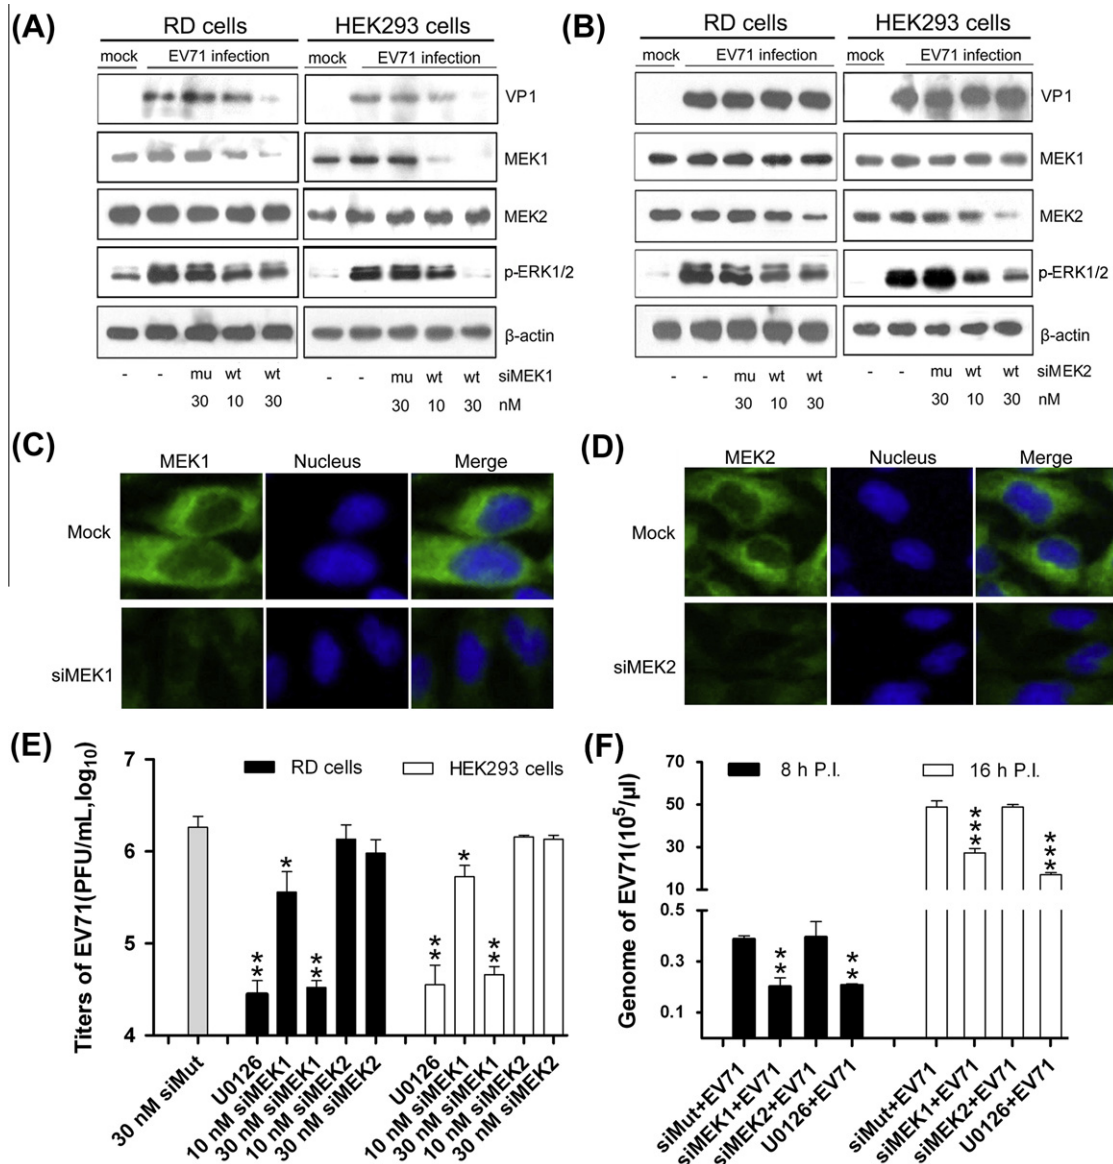 (A)
RD cells HEK293 cells
mock EV71 infection mock EV71 infection
VP1
MEK1
MEK2
p-ERK1/2
β-actin
- - mu wt wt - - mu wt wt siMEK1
30 10 30 30 10 30 nM
(B)
RD cells HEK293 cells
mock EV71 infection mock EV71 infection
VP1
MEK1
MEK2
p-ERK1/2
β-actin
- - mu wt wt - - mu wt wt siMEK2
30 10 30 30 10 30 nM
(C)
MEK1 Nucleus Merge
Mock
siMEK1
(D)
MEK2 Nucleus Merge
Mock
siMEK2
(E)
Titers of EV71(PFU/mL,log10)
7
6
5
4
RD cells HEK293 cells
** * ** ** * **
30 nM siMut
U0126
10 nM siMEK1
30 nM siMEK1
10 nM siMEK2
30 nM siMEK2
U0126
10 nM siMEK1
30 nM siMEK1
10 nM siMEK2
30 nM siMEK2
(F)
Genome of EV71(10⁵/µl)
70
50
30
10
0.5
0.3
0.1
8 h P.I. 16 h P.I.
** ** *** ***
siMut+EV71
siMEK1+EV71
siMEK2+EV71
U0126+EV71
siMut+EV71
siMEK1+EV71
siMEK2+EV71
U0126+EV71